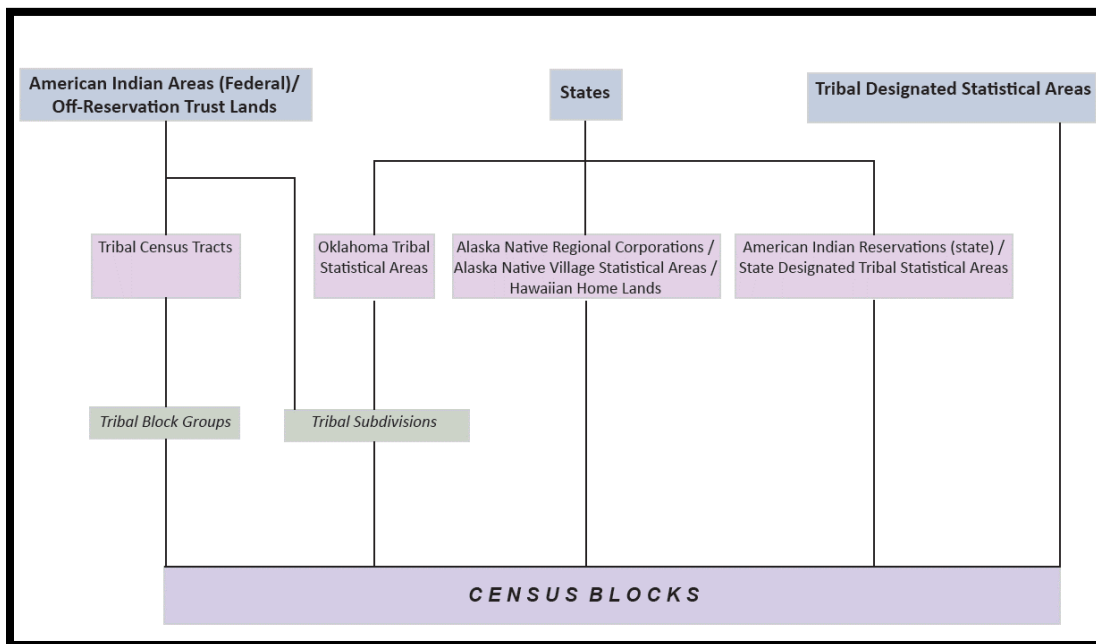 American Indian Areas (Federal)/
Off-Reservation Trust Lands
States
Tribal Designated Statistical Areas
Tribal Census Tracts
Oklahoma Tribal
Statistical Areas
Alaska Native Regional Corporations /
Alaska Native Village Statistical Areas /
Hawaiian Home Lands
American Indian Reservations (state) /
State Designated Tribal Statistical Areas
Tribal Block Groups
Tribal Subdivisions
CENSUS BLOCKS